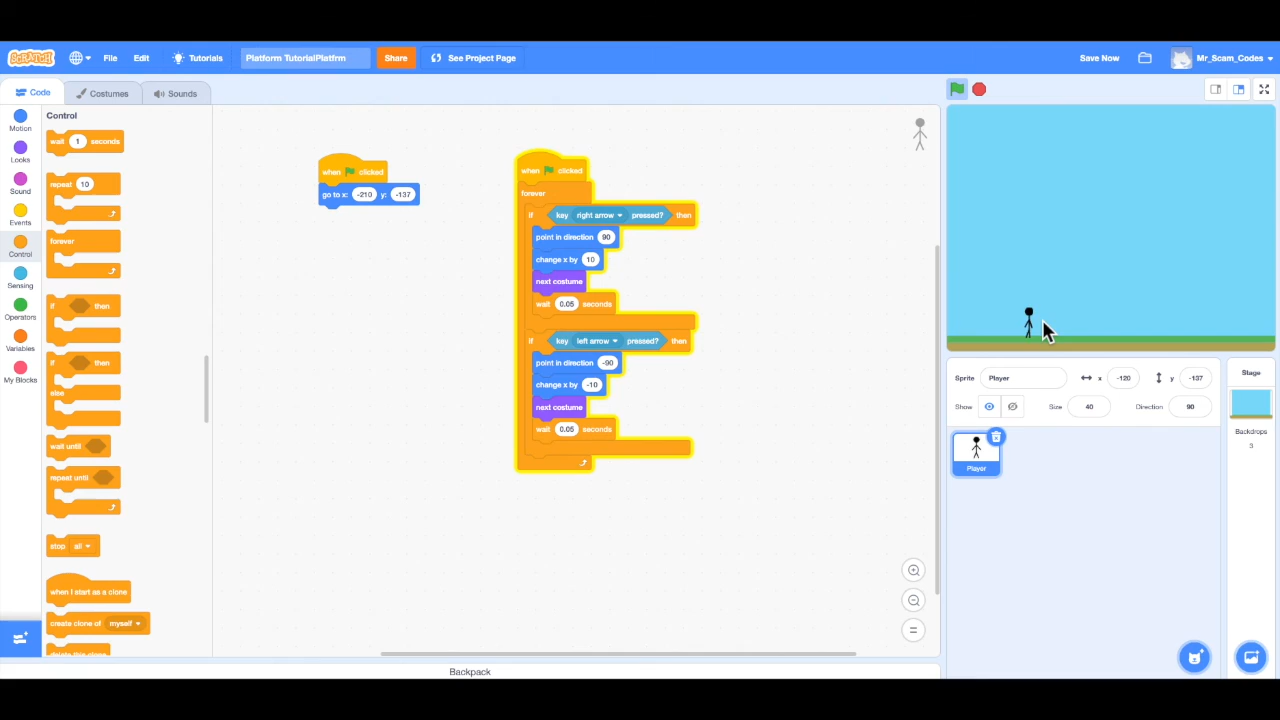 SCRATCH File Edit Tutorials Platform TutorialPlatfrm Share See Project Page Save Now Mr_Scam_Codes
Code Costumes Sounds
Motion
Looks
Sound
Events
Control
Sensing
Operators
Variables
My Blocks
Control
wait 1 seconds
repeat 10
forever
if then
if then
else
wait until
repeat until
stop all
when I start as a clone
create clone of myself
delete this clone
when clicked
go to x: -210 y: -137
when clicked
forever
if key right arrow pressed? then
point in direction 90
change x by 10
next costume
wait 0.05 seconds
if key left arrow pressed? then
point in direction -90
change x by -10
next costume
wait 0.05 seconds
Backpack
Sprite Player x -120 y -137
Show Size 40 Direction 90
Player
Stage
Backdrops
3